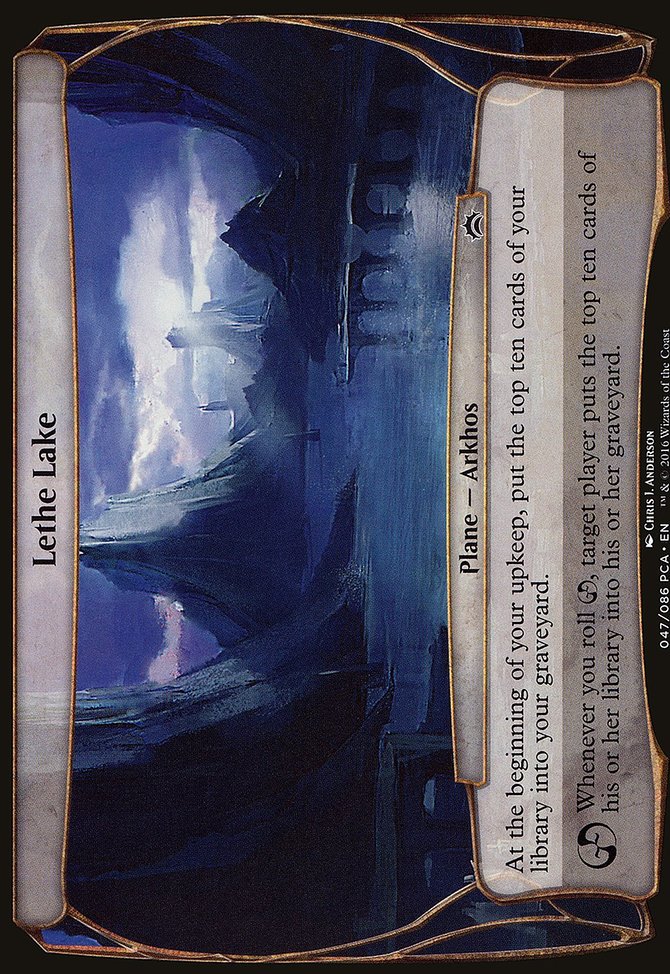 Lethe Lake
Plane — Arkhos
At the beginning of your upkeep, put the top ten cards of your
library into your graveyard.
Whenever you roll , target player puts the top ten cards of
his or her library into his or her graveyard.
CHRIS J. ANDERSON
047/086 PCA • EN ™ & © 2016 Wizards of the Coast